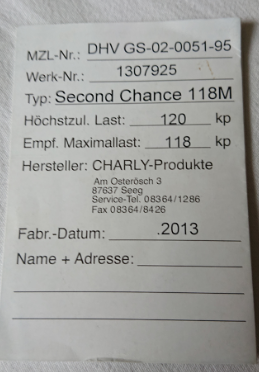 MZL-Nr.: DHV GS-02-0051-95
Werk-Nr.: 1307925
Typ: Second Chance 118M
Höchstzul. Last: 120 kp
Empf. Maximallast: 118 kp
Hersteller: CHARLY-Produkte
Am Osterösch 3
87637 Seeg
Service-Tel. 08364/1286
Fax 08364/8426
Fabr.-Datum: .2013
Name + Adresse: